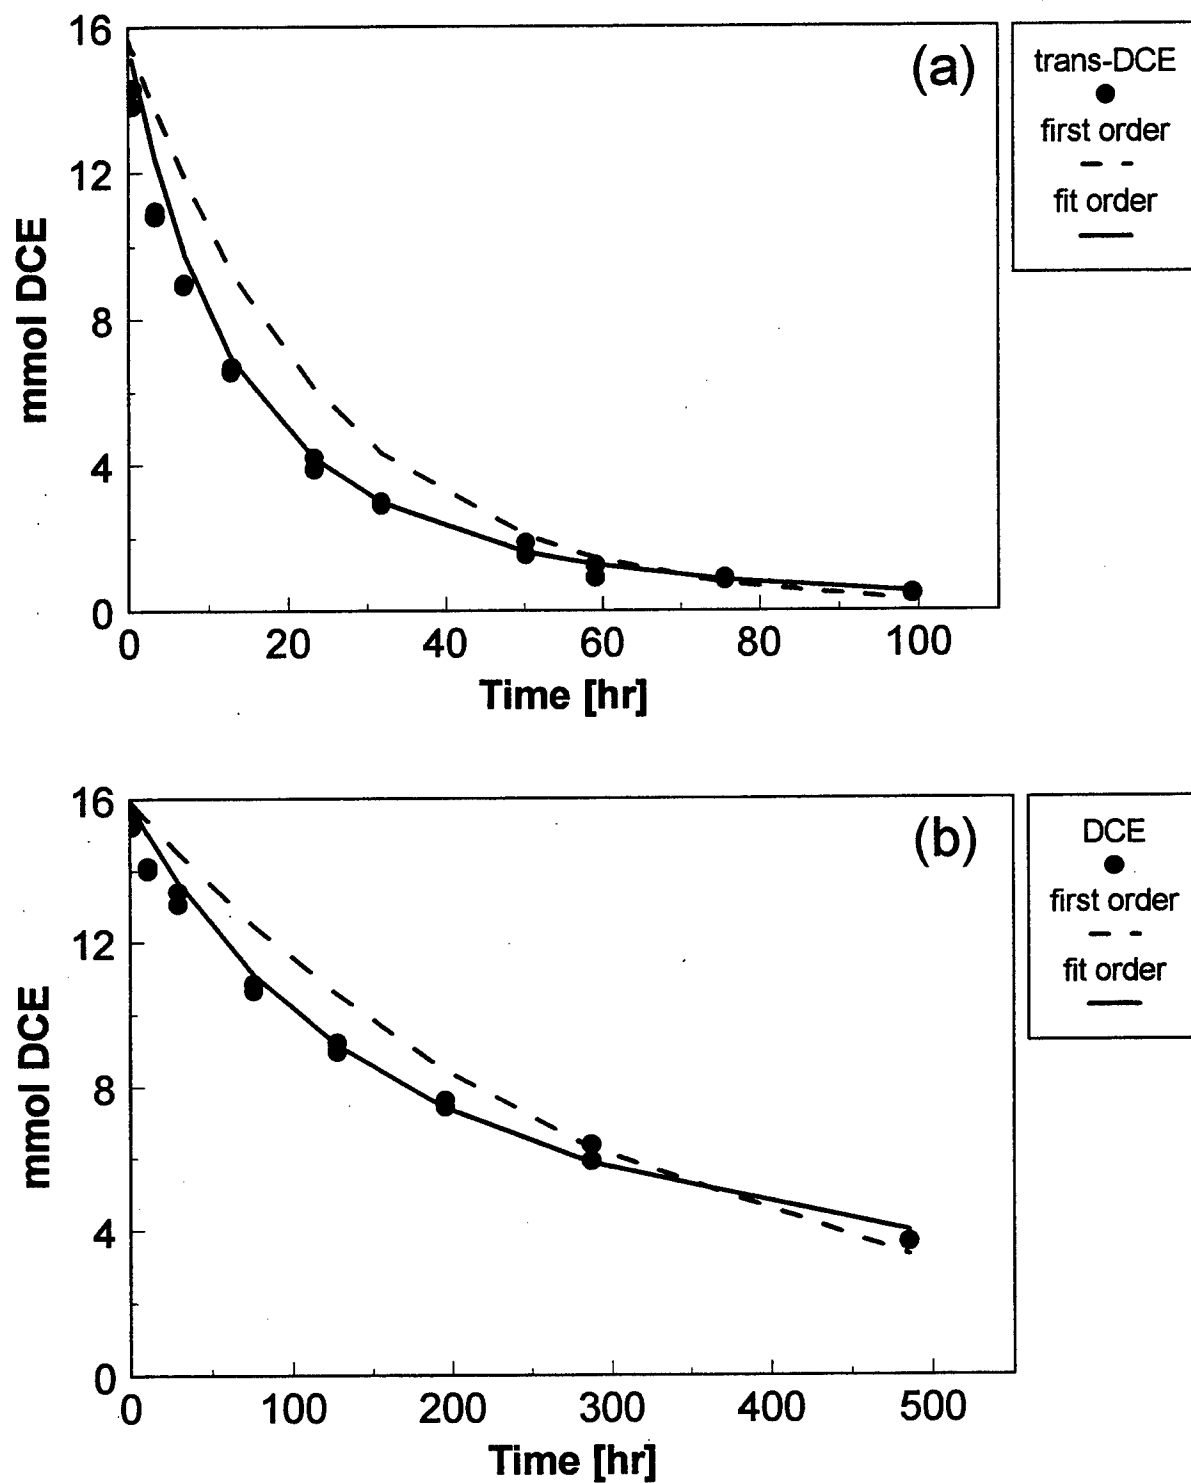 16
12
8
4
0
mmol DCE
(a)
0 20 40 60 80 100
Time [hr]
trans-DCE
first order
fit order
16
12
8
4
0
mmol DCE
(b)
0 100 200 300 400 500
Time [hr]
DCE
first order
fit order